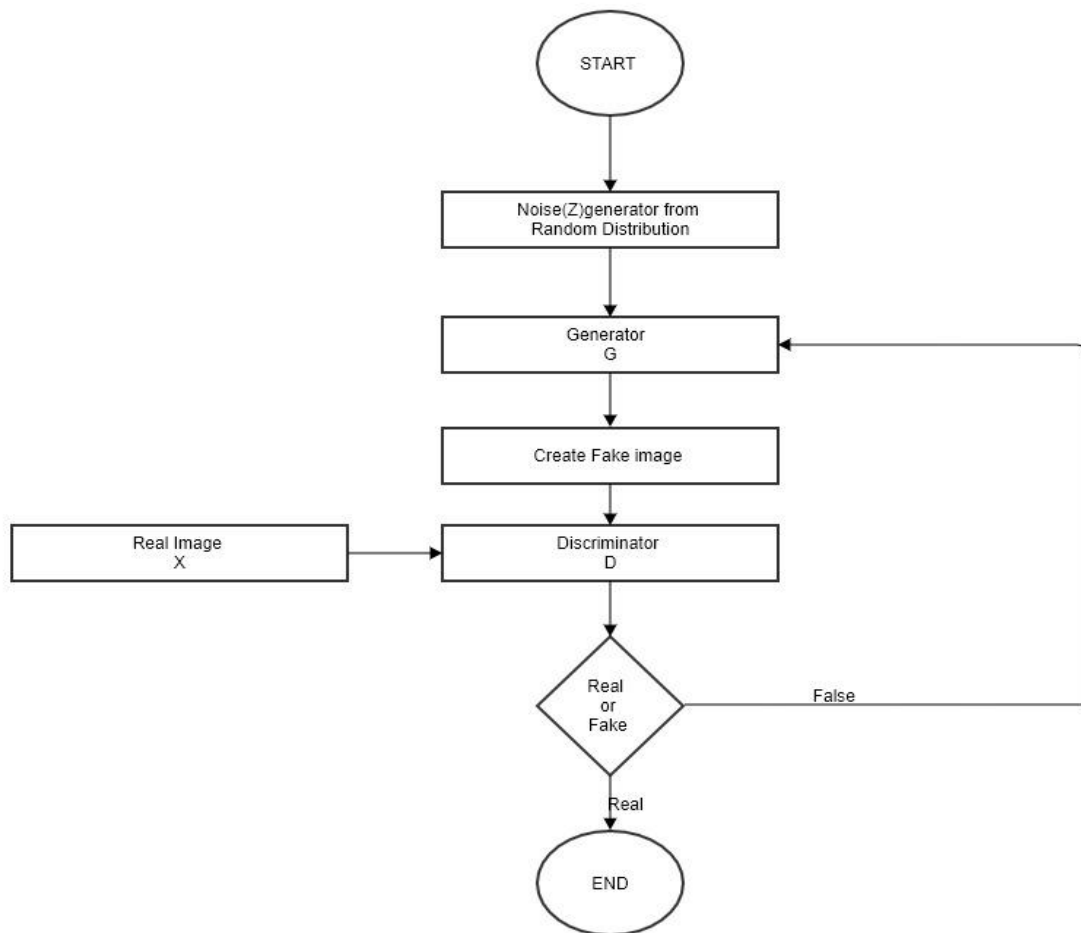 START
Noise(Z)generator from
Random Distribution
Generator
G
Create Fake image
Real Image
X
Discriminator
D
Real
or
Fake
False
Real
END